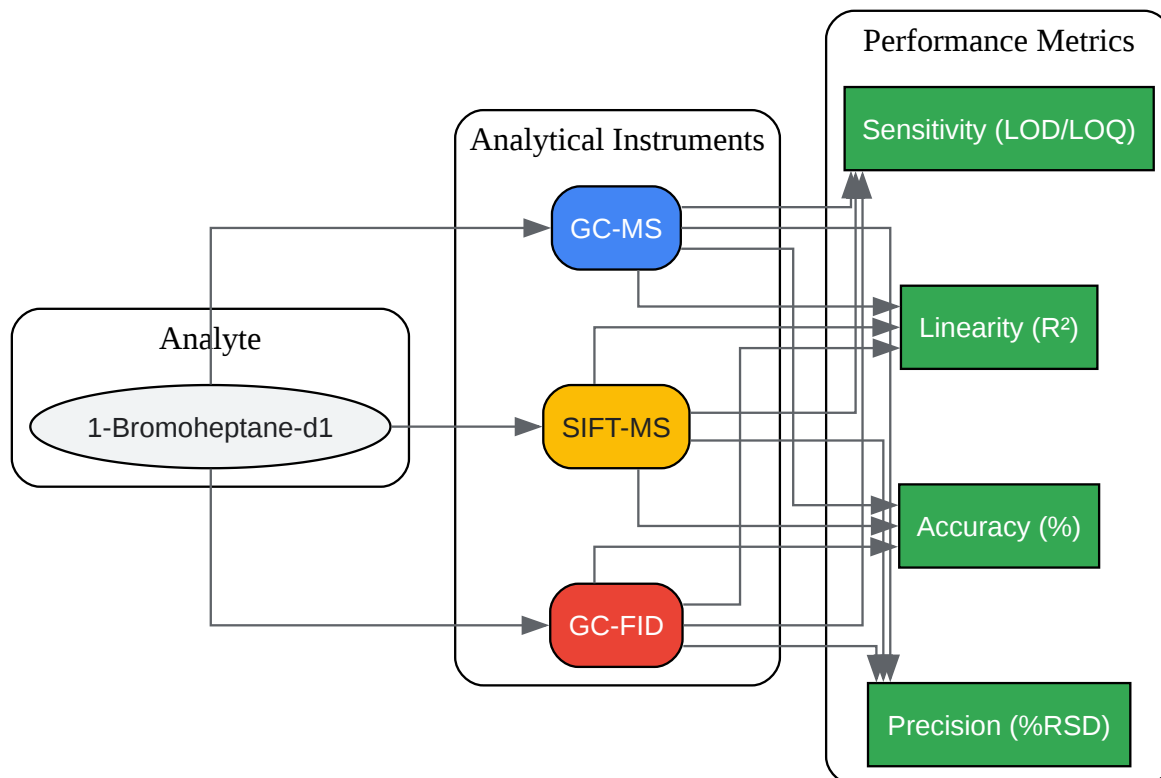 Performance Metrics
Sensitivity (LOD/LOQ)
Analytical Instruments
GC-MS
Linearity (R²)
Analyte
1-Bromoheptane-d1
SIFT-MS
Accuracy (%)
GC-FID
Precision (%RSD)